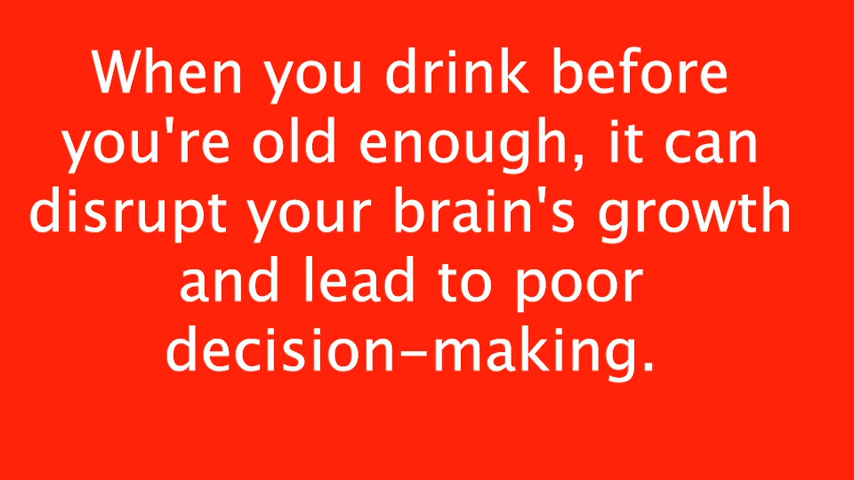 When you drink before
you're old enough, it can
disrupt your brain's growth
and lead to poor
decision-making.